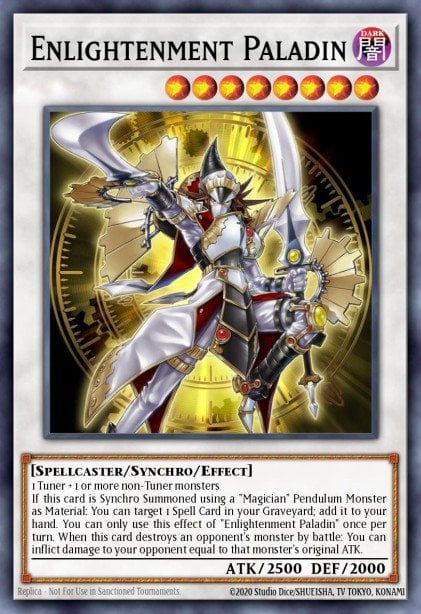 Enlightenment Paladin
DARK
闇
[Spellcaster/Synchro/Effect]
1 Tuner + 1 or more non-Tuner monsters
If this card is Synchro Summoned using a "Magician" Pendulum Monster
as Material: You can target 1 Spell Card in your Graveyard; add it to
your hand. You can only use this effect of "Enlightenment Paladin" once per
turn. When this card destroys an opponent's monster by battle: You can
inflict damage to your opponent equal to that monster's original ATK.
ATK/2500 DEF/2000
Replica - Not For Use in Sanctioned Tournaments.
©2020 Studio Dice/SHUEISHA, TV TOKYO, KONAMI